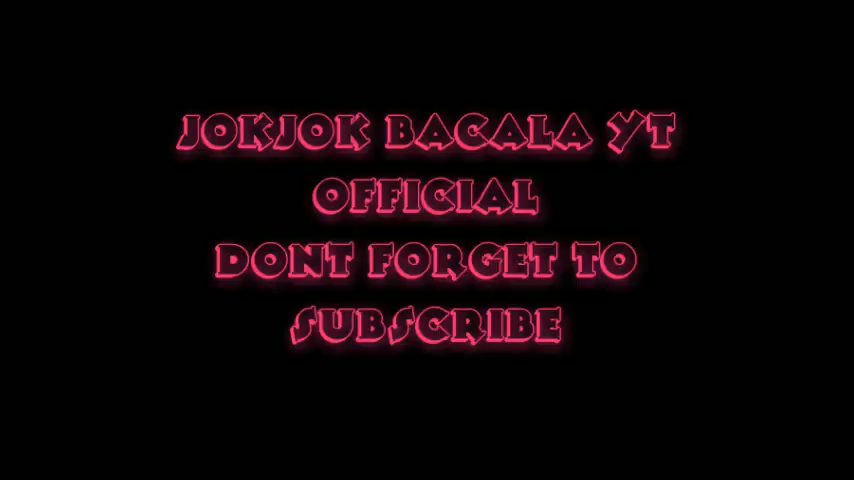 JOKJOK BACALA YT
OFFICIAL
DONT FORGET TO
SUBSCRIBE